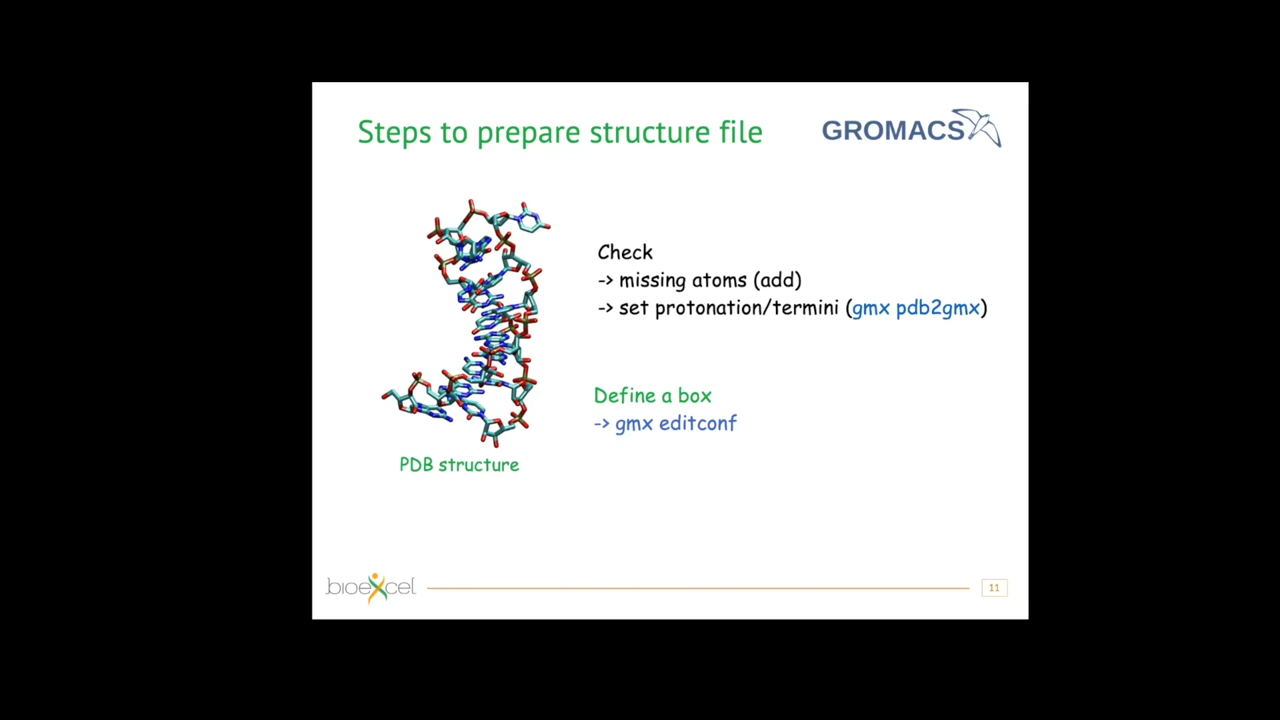 Steps to prepare structure file
GROMACS
Check
-> missing atoms (add)
-> set protonation/termini (gmx pdb2gmx)
Define a box
-> gmx editconf
PDB structure
bioexcel
11